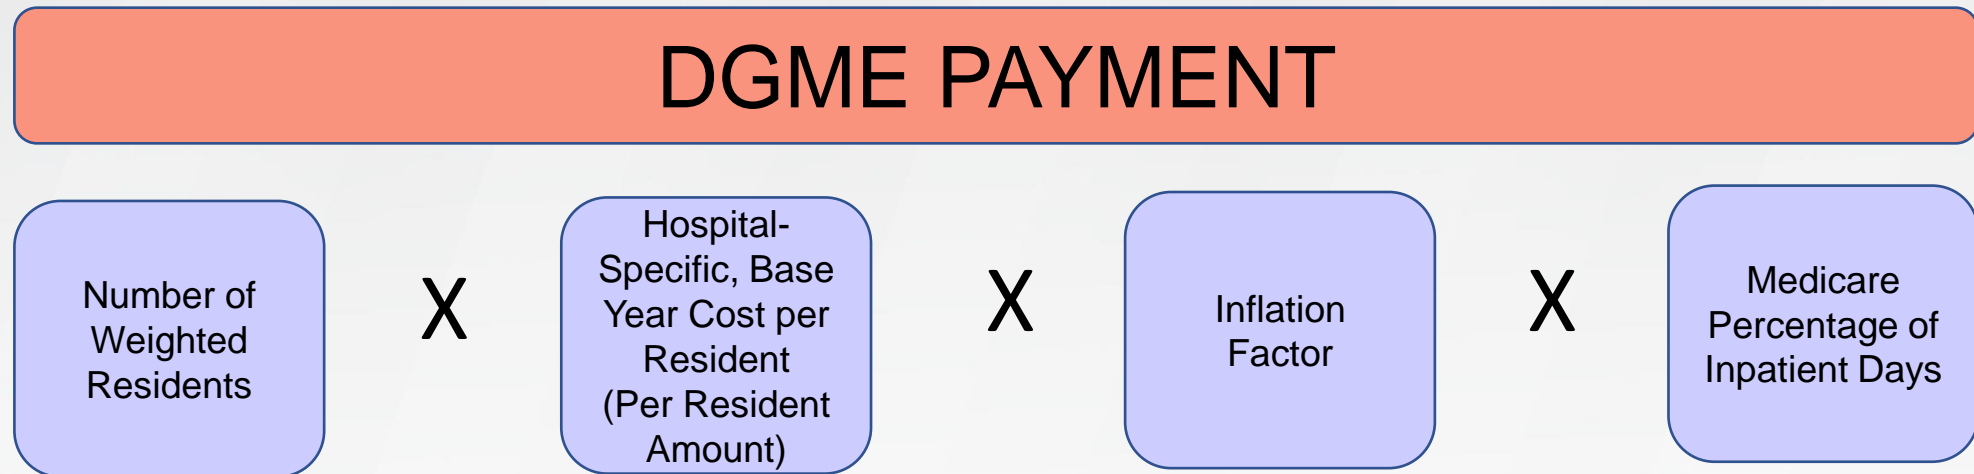 DGME PAYMENT
Number of
Weighted
Residents
X
Hospital-
Specific, Base
Year Cost per
Resident
(Per Resident
Amount)
X
Inflation
Factor
X
Medicare
Percentage of
Inpatient Days